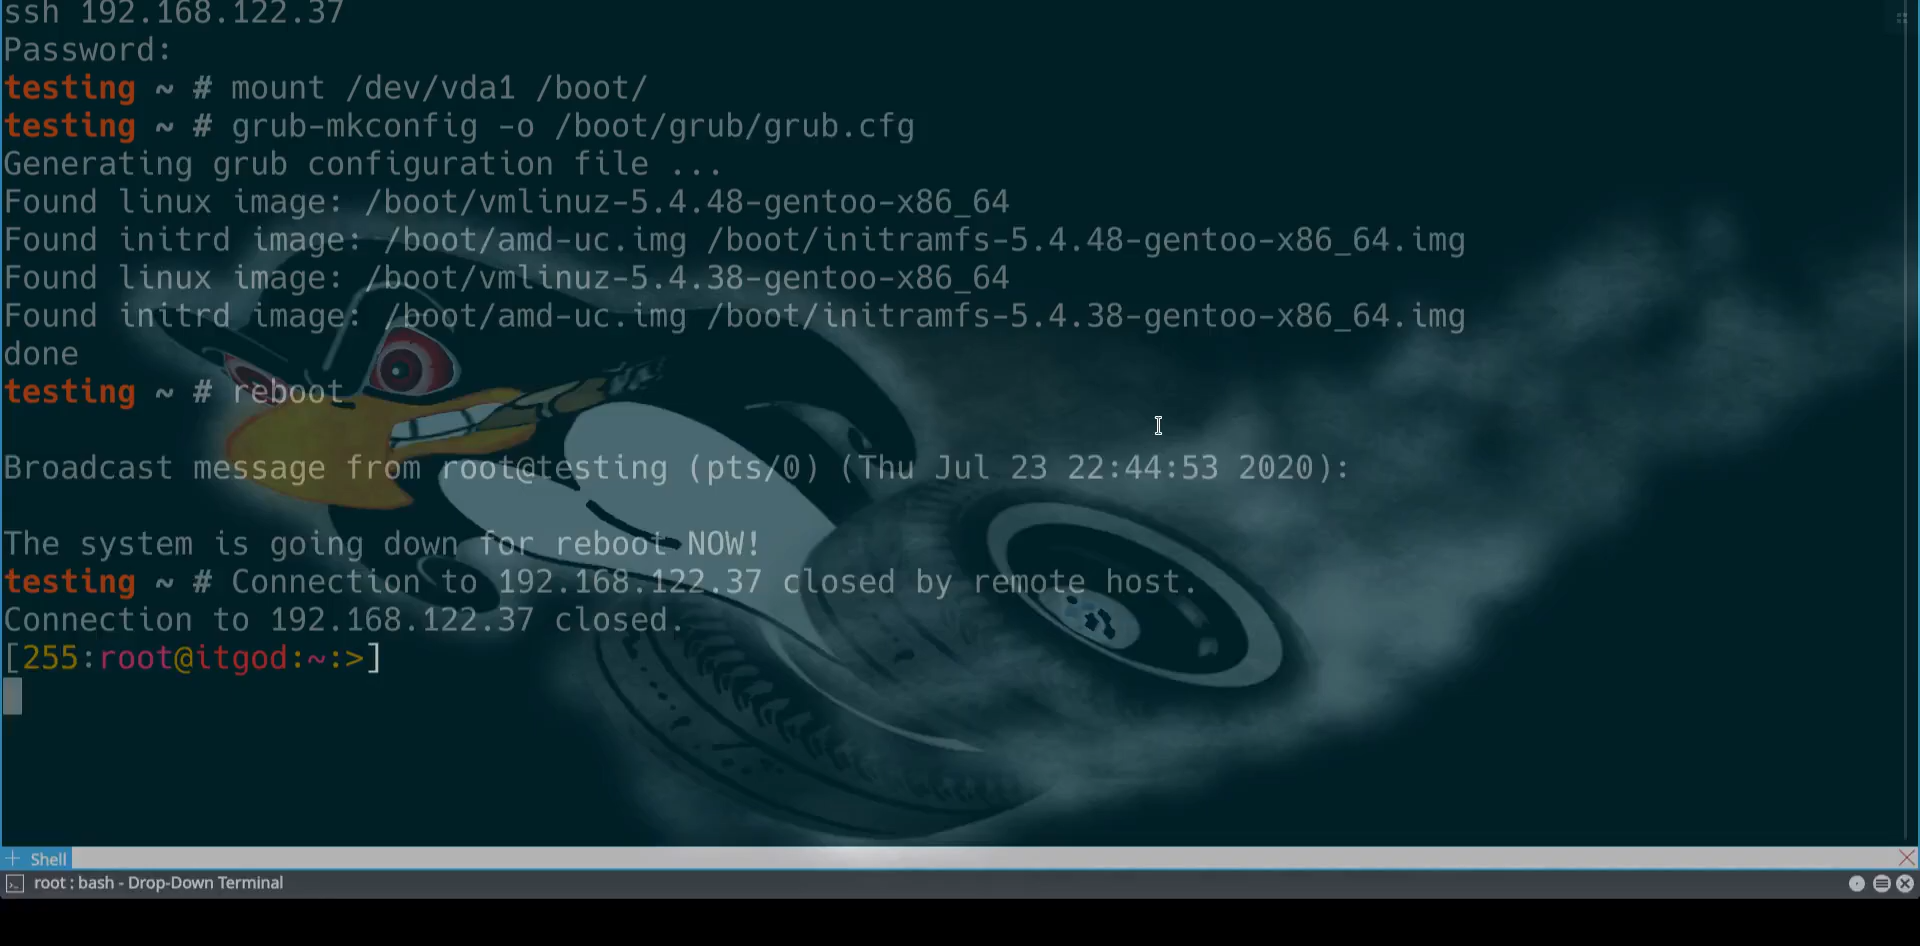 ssh 192.168.122.37
Password:
testing ~ # mount /dev/vda1 /boot/
testing ~ # grub-mkconfig -o /boot/grub/grub.cfg
Generating grub configuration file ...
Found linux image: /boot/vmlinuz-5.4.48-gentoo-x86_64
Found initrd image: /boot/amd-uc.img /boot/initramfs-5.4.48-gentoo-x86_64.img
Found linux image: /boot/vmlinuz-5.4.38-gentoo-x86_64
Found initrd image: /boot/amd-uc.img /boot/initramfs-5.4.38-gentoo-x86_64.img
done
testing ~ # reboot
Broadcast message from root@testing (pts/0) (Thu Jul 23 22:44:53 2020):
The system is going down for reboot NOW!
testing ~ # Connection to 192.168.122.37 closed by remote host.
Connection to 192.168.122.37 closed.
[255:root@itgod:~:>]
Shell
root : bash - Drop-Down Terminal